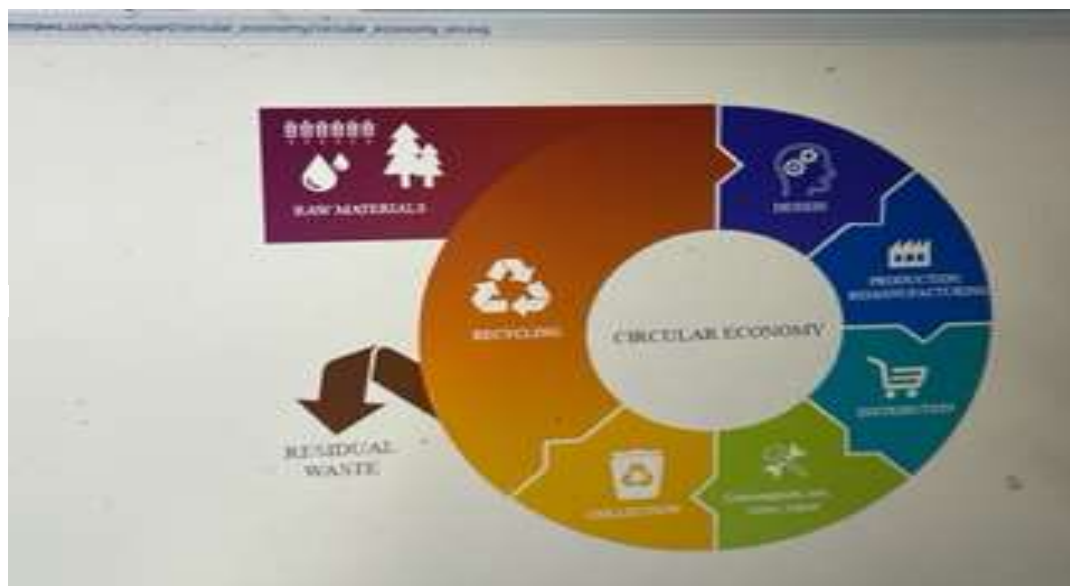 RAW MATERIALS
DESIGN
PRODUCTION
REMANUFACTURING
DISTRIBUTION
COLLECTION
RECYCLING
CIRCULAR ECONOMY
RESIDUAL
WASTE